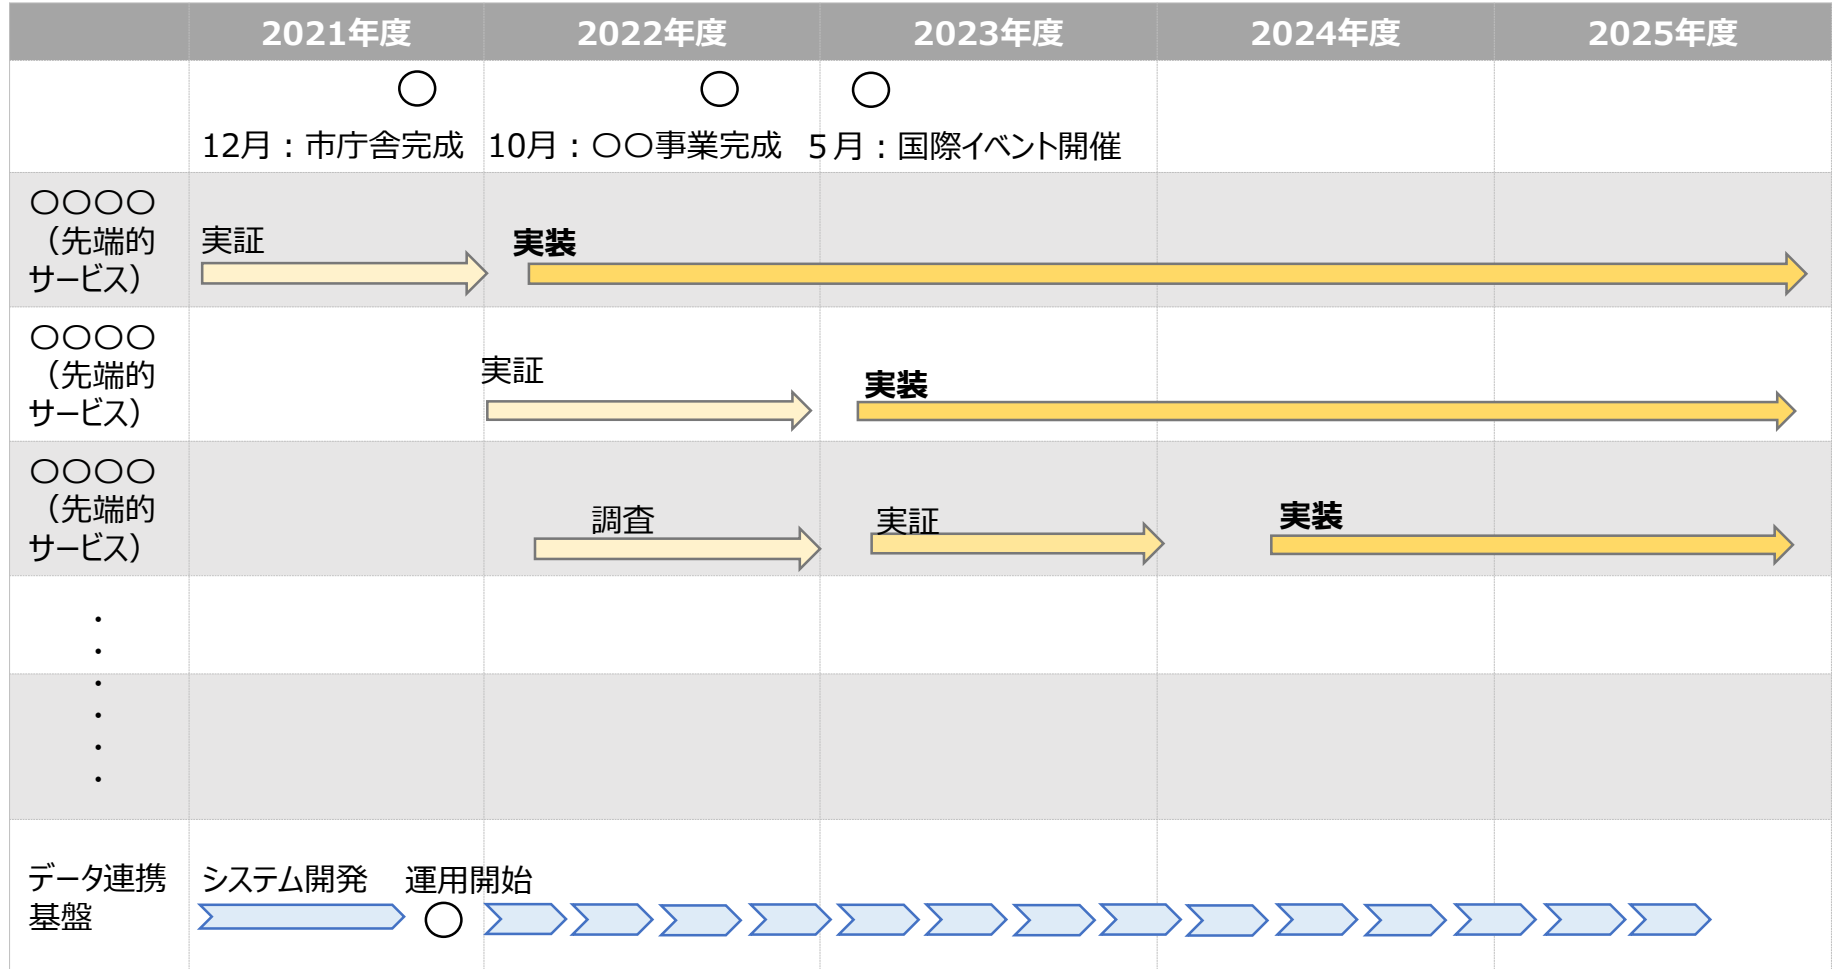 2021年度 2022年度 2023年度 2024年度 2025年度
12月：市庁舎完成 10月：〇〇事業完成 ５月：国際イベント開催
〇〇〇〇
（先端的
サービス）
実証 実装
〇〇〇〇
（先端的
サービス）
実証 実装
〇〇〇〇
（先端的
サービス）
調査 実証 実装
・
・
・
・
・
・
データ連携
基盤
システム開発 運用開始